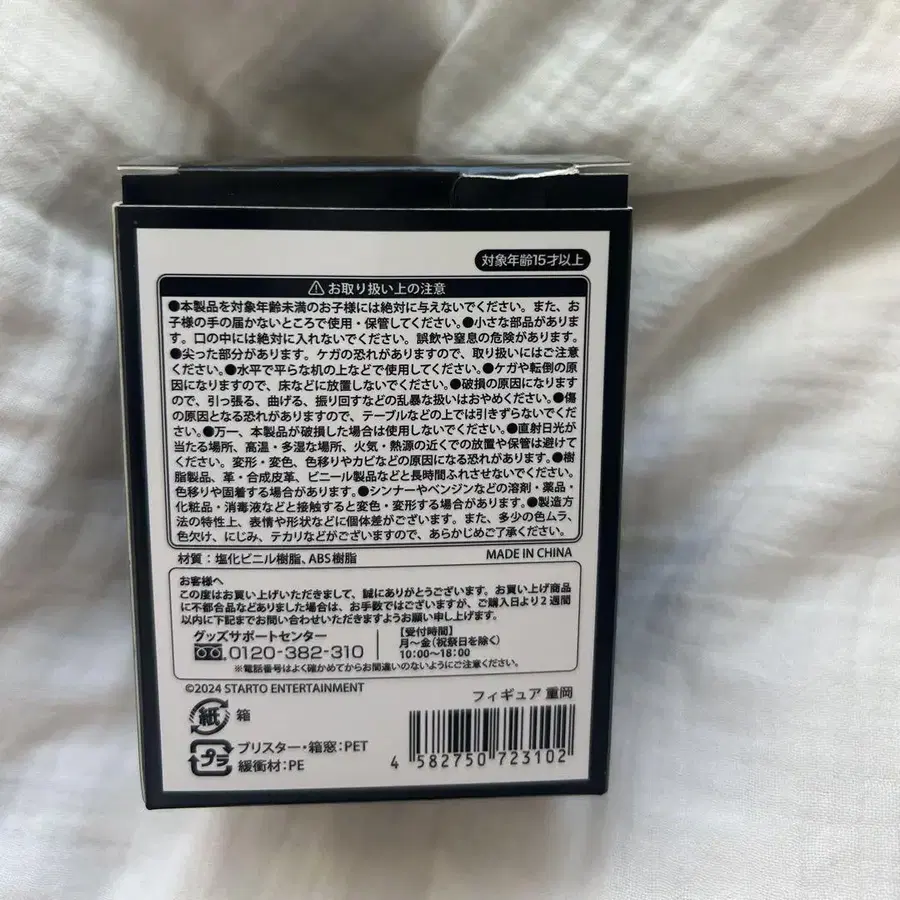 対象年齢15才以上
⚠お取り扱い上の注意
●本製品を対象年齢未満のお子様には絶対に与えないでください。また、お
子様の手の届かないところで使用・保管してください。●小さな部品がありま
す。口の中には絶対に入れないでください。誤飲や窒息の危険があります。
●尖った部分があります。ケガの恐れがありますので、取り扱いにはご注意
ください。●水平で平らな机の上などで使用してください。●ケガや転倒の原
因になりますので、床などに放置しないでください。●破損の原因になります
ので、引っ張る、曲げる、振り回すなどの乱暴な扱いはおやめください。●傷
の原因となる恐れがありますので、テーブルなどの上では引きずらないでくだ
さい。●万一、本製品が破損した場合は使用しないでください。●直射日光が
当たる場所、高温・多湿な場所、火気・熱源の近くでの放置や保管は避けて
ください。変形・変色、色移りやカビなどの原因になる恐れがあります。●樹
脂製品、革・合成皮革、ビニール製品などと長時間ふれさせないでください。
色移りや固着する場合があります。●シンナーやベンジンなどの溶剤・薬品・
化粧品・消毒液などと接触すると変色・変形する場合があります。●製造方
法の特性上、表情や形状などに個体差がございます。また、多少の色ムラ、
色欠け、にじみ、テカリなどがございますので、あらかじめご了承ください。
材質：塩化ビニル樹脂、ABS樹脂 MADE IN CHINA
お客様へ
この度はお買い上げいただきまして、誠にありがとうございます。お買い上げ商品
に不都合品などありました場合は、お手数ではございますが、ご購入日より2週間
以内に下記までお問い合わせいただきますようお願い申し上げます。
グッズサポートセンター
0120-382-310
【受付時間】
月～金(祝祭日を除く)
10:00～18:00
※電話番号はよく確かめてからお間違いのないようにご注意ください。
©2024 STARTO ENTERTAINMENT
フィギュア 重岡
紙 箱
プラ ブリスター・箱窓：PET
緩衝材：PE
4 582750 723102